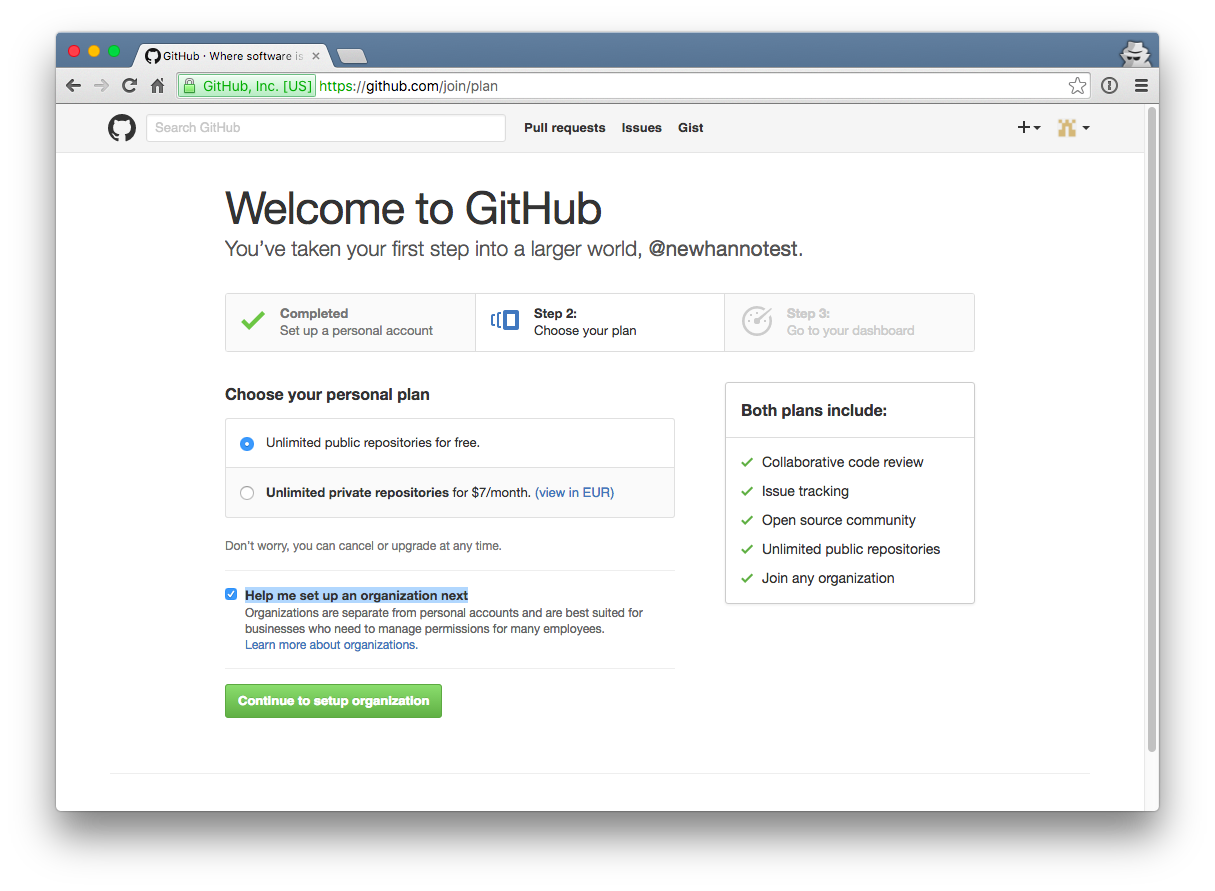 GitHub · Where software is
GitHub, Inc. [US] https://github.com/join/plan
Search GitHub
Pull requests Issues Gist
Welcome to GitHub
You’ve taken your first step into a larger world, @newhannotest.
Completed
Set up a personal account
Step 2:
Choose your plan
Step 3:
Go to your dashboard
Choose your personal plan
Unlimited public repositories for free.
Unlimited private repositories for $7/month. (view in EUR)
Don’t worry, you can cancel or upgrade at any time.
Help me set up an organization next
Organizations are separate from personal accounts and are best suited for
businesses who need to manage permissions for many employees.
Learn more about organizations.
Continue to setup organization
Both plans include:
Collaborative code review
Issue tracking
Open source community
Unlimited public repositories
Join any organization